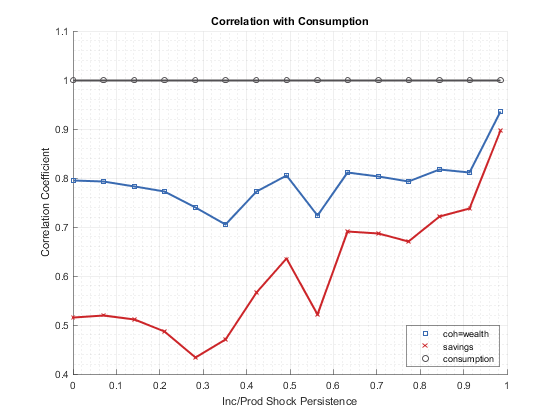 Correlation with Consumption
1.1
1
0.9
0.8
0.7
0.6
0.5
0.4
Correlation Coefficient
0 0.1 0.2 0.3 0.4 0.5 0.6 0.7 0.8 0.9 1
Inc/Prod Shock Persistence
coh=wealth
savings
consumption